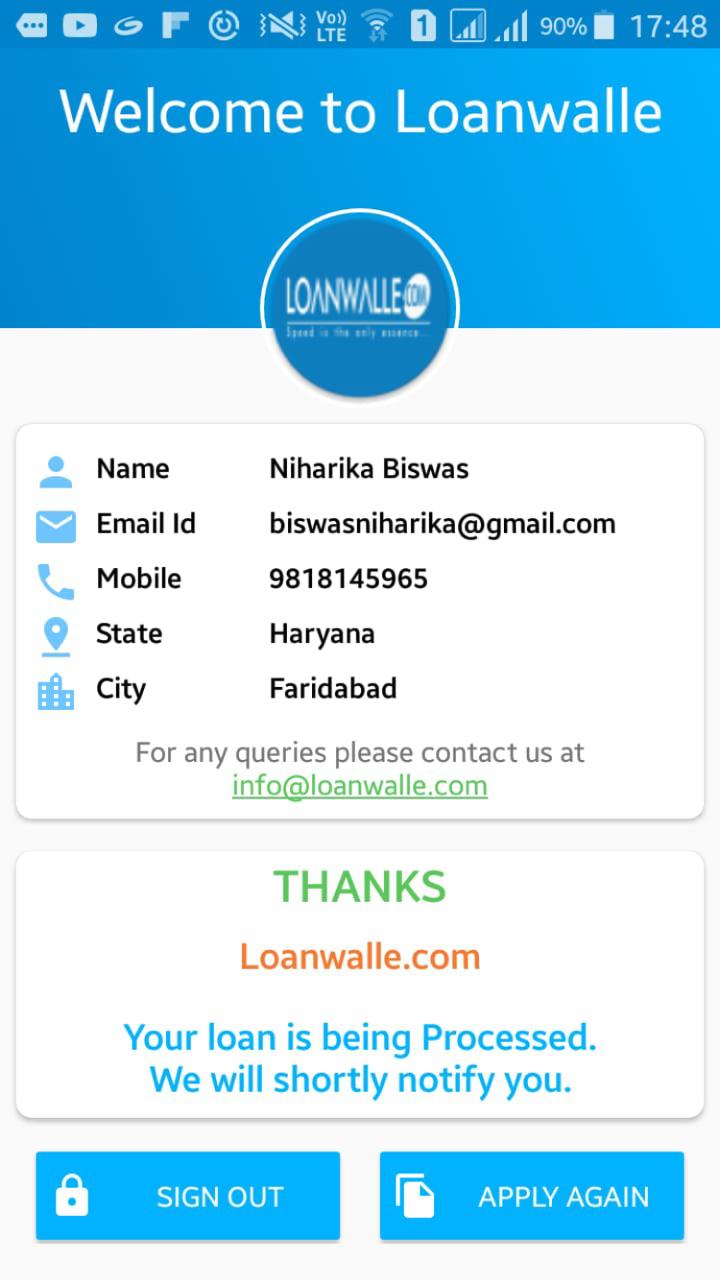 Vo)) LTE 1 90% 17:48
Welcome to Loanwalle
LOANWALLE.COM
Speed is the only essence...
Name Niharika Biswas
Email Id biswasniharika@gmail.com
Mobile 9818145965
State Haryana
City Faridabad
For any queries please contact us at
info@loanwalle.com
THANKS
Loanwalle.com
Your loan is being Processed.
We will shortly notify you.
SIGN OUT APPLY AGAIN